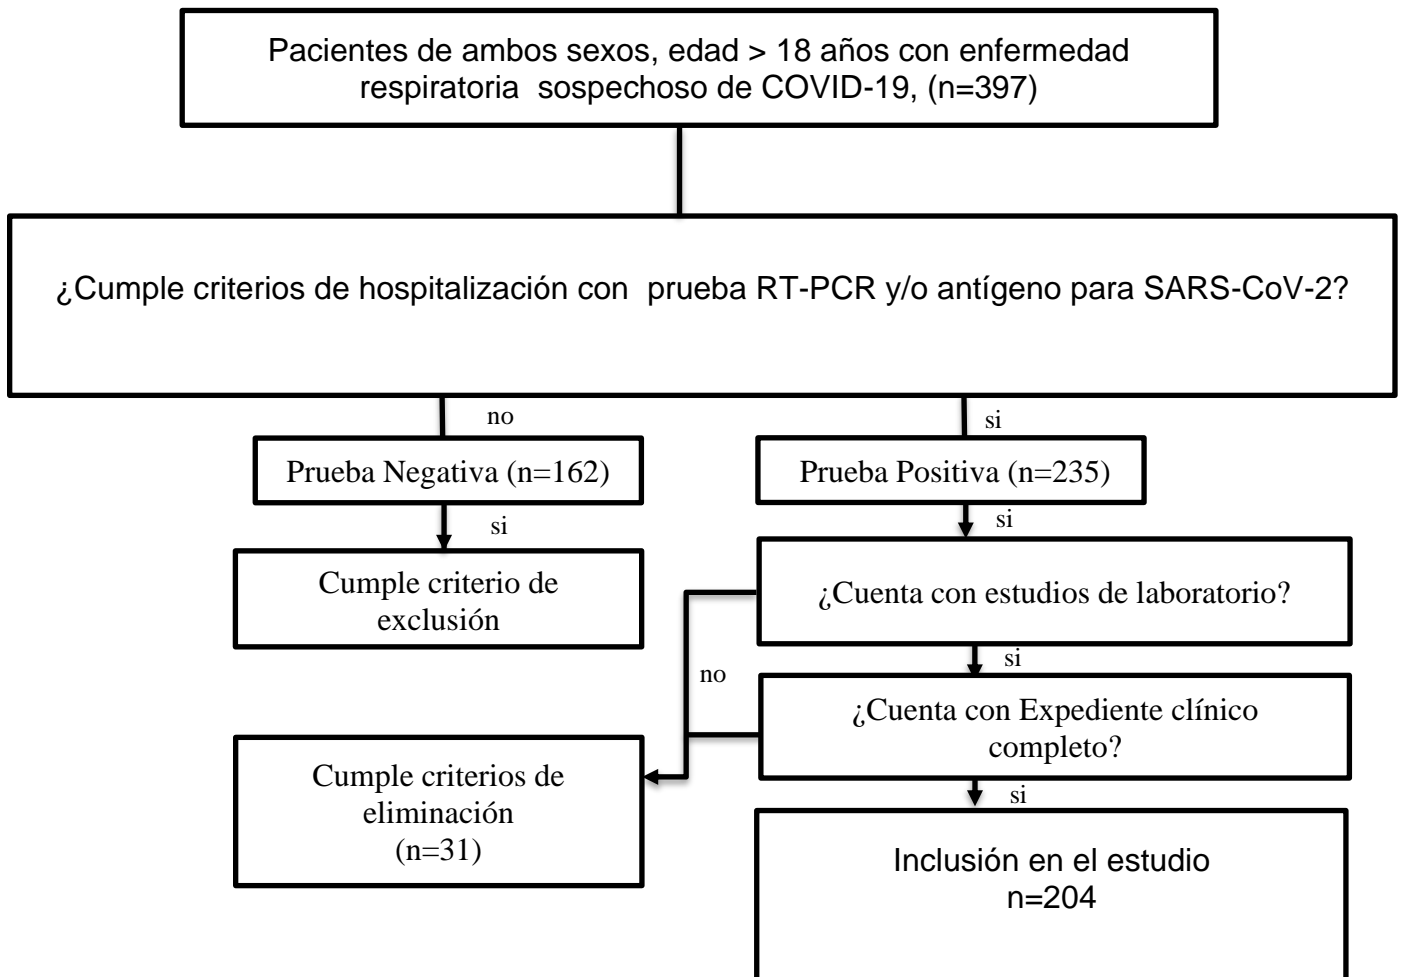 Pacientes de ambos sexos, edad > 18 años con enfermedad
respiratoria sospechoso de COVID-19, (n=397)
¿Cumple criterios de hospitalización con prueba RT-PCR y/o antígeno para SARS-CoV-2?
no
si
Prueba Negativa (n=162)
Prueba Positiva (n=235)
si
si
Cumple criterio de
exclusión
¿Cuenta con estudios de laboratorio?
si
no
¿Cuenta con Expediente clínico
completo?
Cumple criterios de
eliminación
(n=31)
si
Inclusión en el estudio
n=204